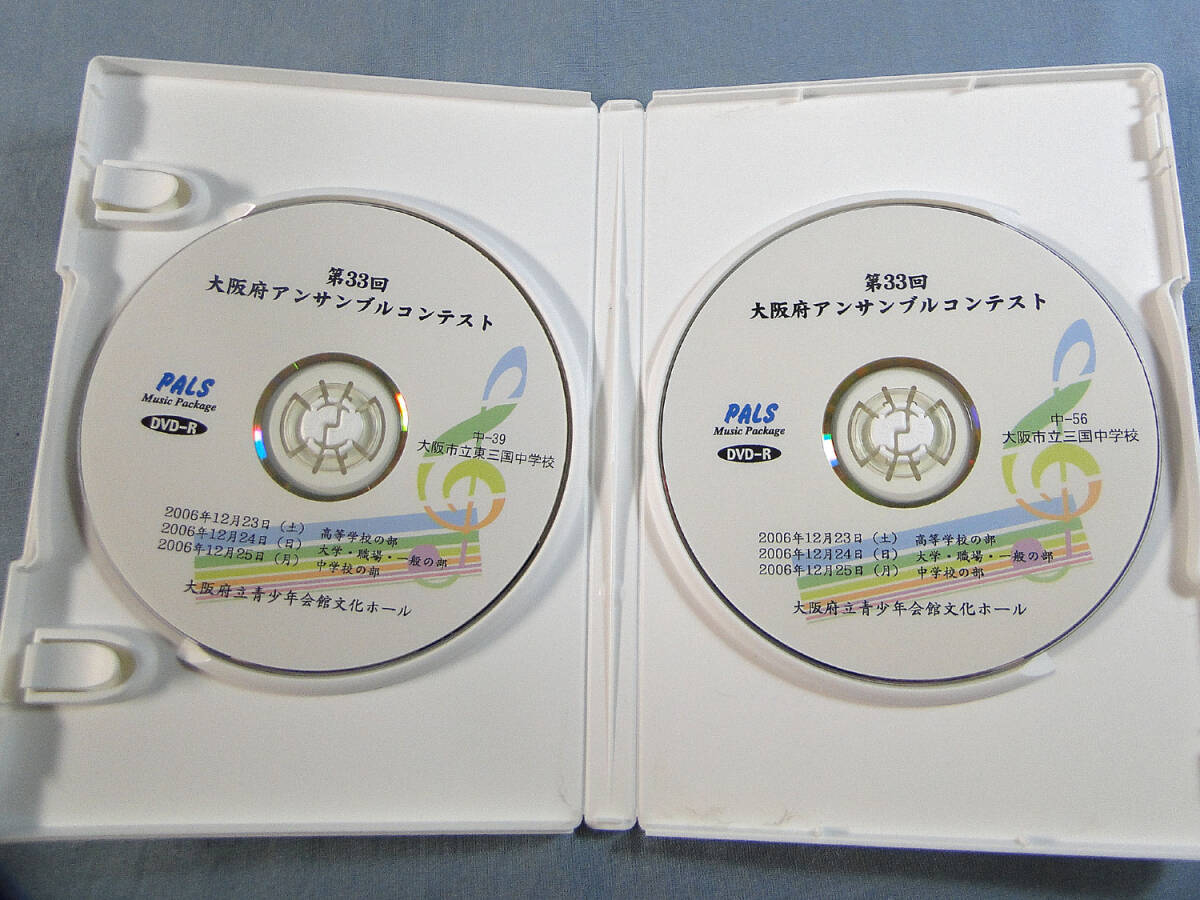 第33回
大阪府アンサンブルコンテスト
PALS
Music Package
DVD-R
中-39
大阪市立東三国中学校
2006年12月23日（土） 高等学校の部
2006年12月24日（日） 大学・職場・一般の部
2006年12月25日（月） 中学校の部
大阪府立青少年会館文化ホール
第33回
大阪府アンサンブルコンテスト
PALS
Music Package
DVD-R
中-56
大阪市立三国中学校
2006年12月23日（土） 高等学校の部
2006年12月24日（日） 大学・職場・一般の部
2006年12月25日（月） 中学校の部
大阪府立青少年会館文化ホール